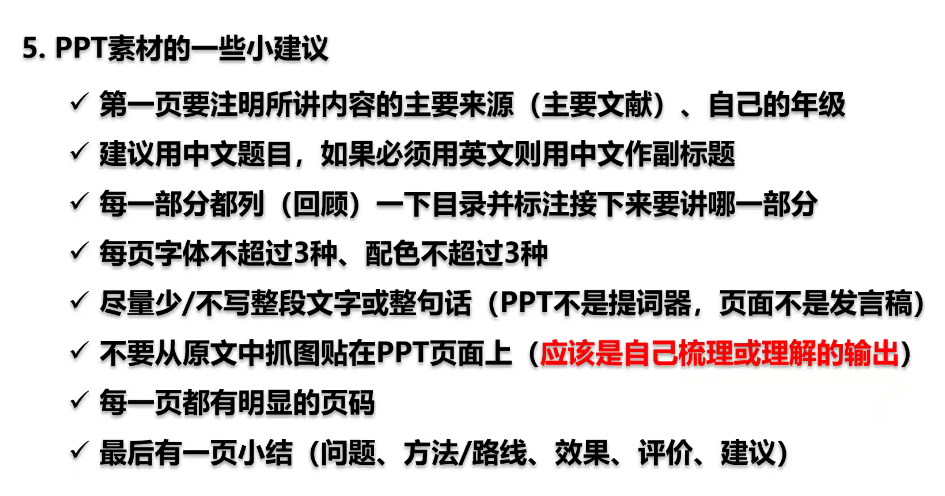 5. PPT素材的一些小建议
✓ 第一页要注明所讲内容的主要来源（主要文献）、自己的年级
✓ 建议用中文题目，如果必须用英文则用中文作副标题
✓ 每一部分都列（回顾）一下目录并标注接下来要讲哪一部分
✓ 每页字体不超过3种、配色不超过3种
✓ 尽量少/不写整段文字或整句话（PPT不是提词器，页面不是发言稿）
✓ 不要从原文中抓图贴在PPT页面上（应该是自己梳理或理解的输出）
✓ 每一页都有明显的页码
✓ 最后有一页小结（问题、方法/路线、效果、评价、建议）